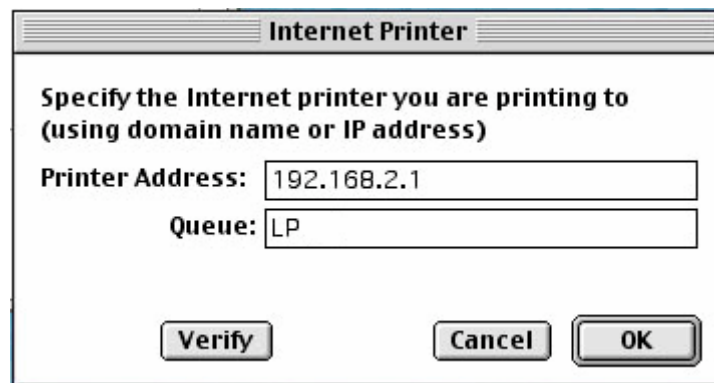 Internet Printer
Specify the Internet printer you are printing to
(using domain name or IP address)
Printer Address: 192.168.2.1
Queue: LP
Verify Cancel OK